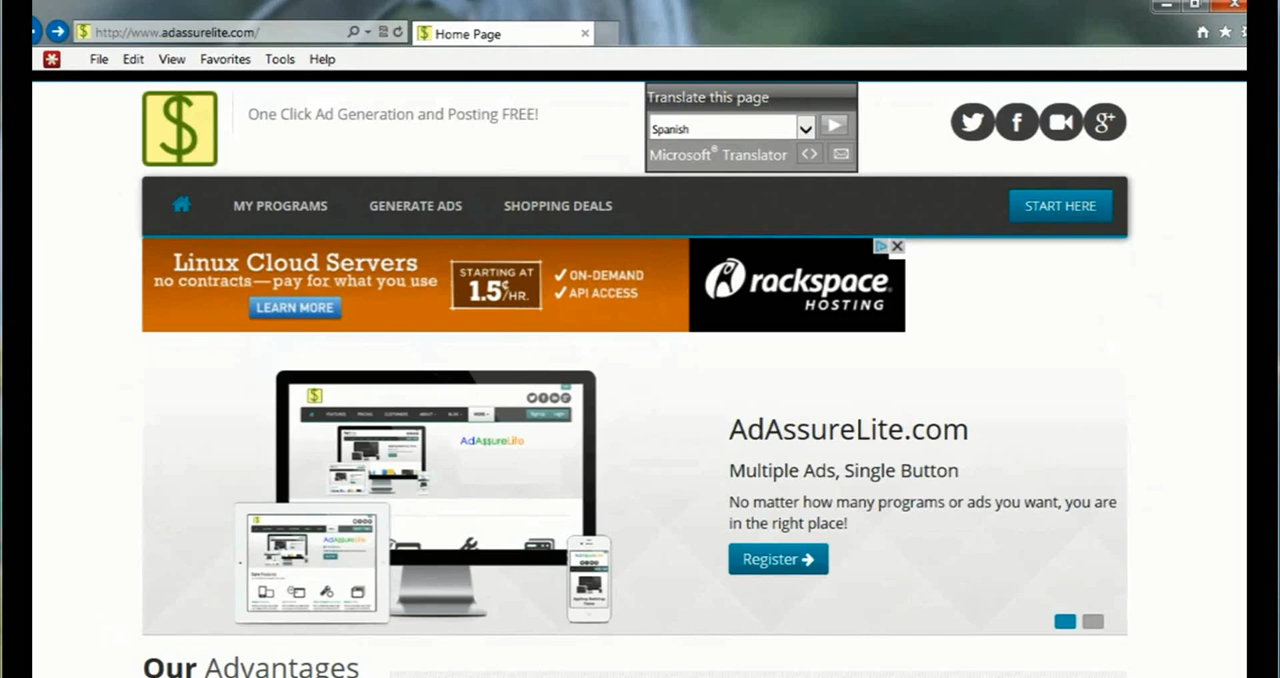 http://www.adassurelite.com/
Home Page
File Edit View Favorites Tools Help
One Click Ad Generation and Posting FREE!
Translate this page
Spanish
Microsoft® Translator
MY PROGRAMS GENERATE ADS SHOPPING DEALS START HERE
Linux Cloud Servers
no contracts—pay for what you use
LEARN MORE
STARTING AT
1.5¢/HR.
✓ ON-DEMAND
✓ API ACCESS
rackspace.
HOSTING
AdAssureLite
AdAssureLite.com
Multiple Ads, Single Button
No matter how many programs or ads you want, you are
in the right place!
Register
Our Advantages